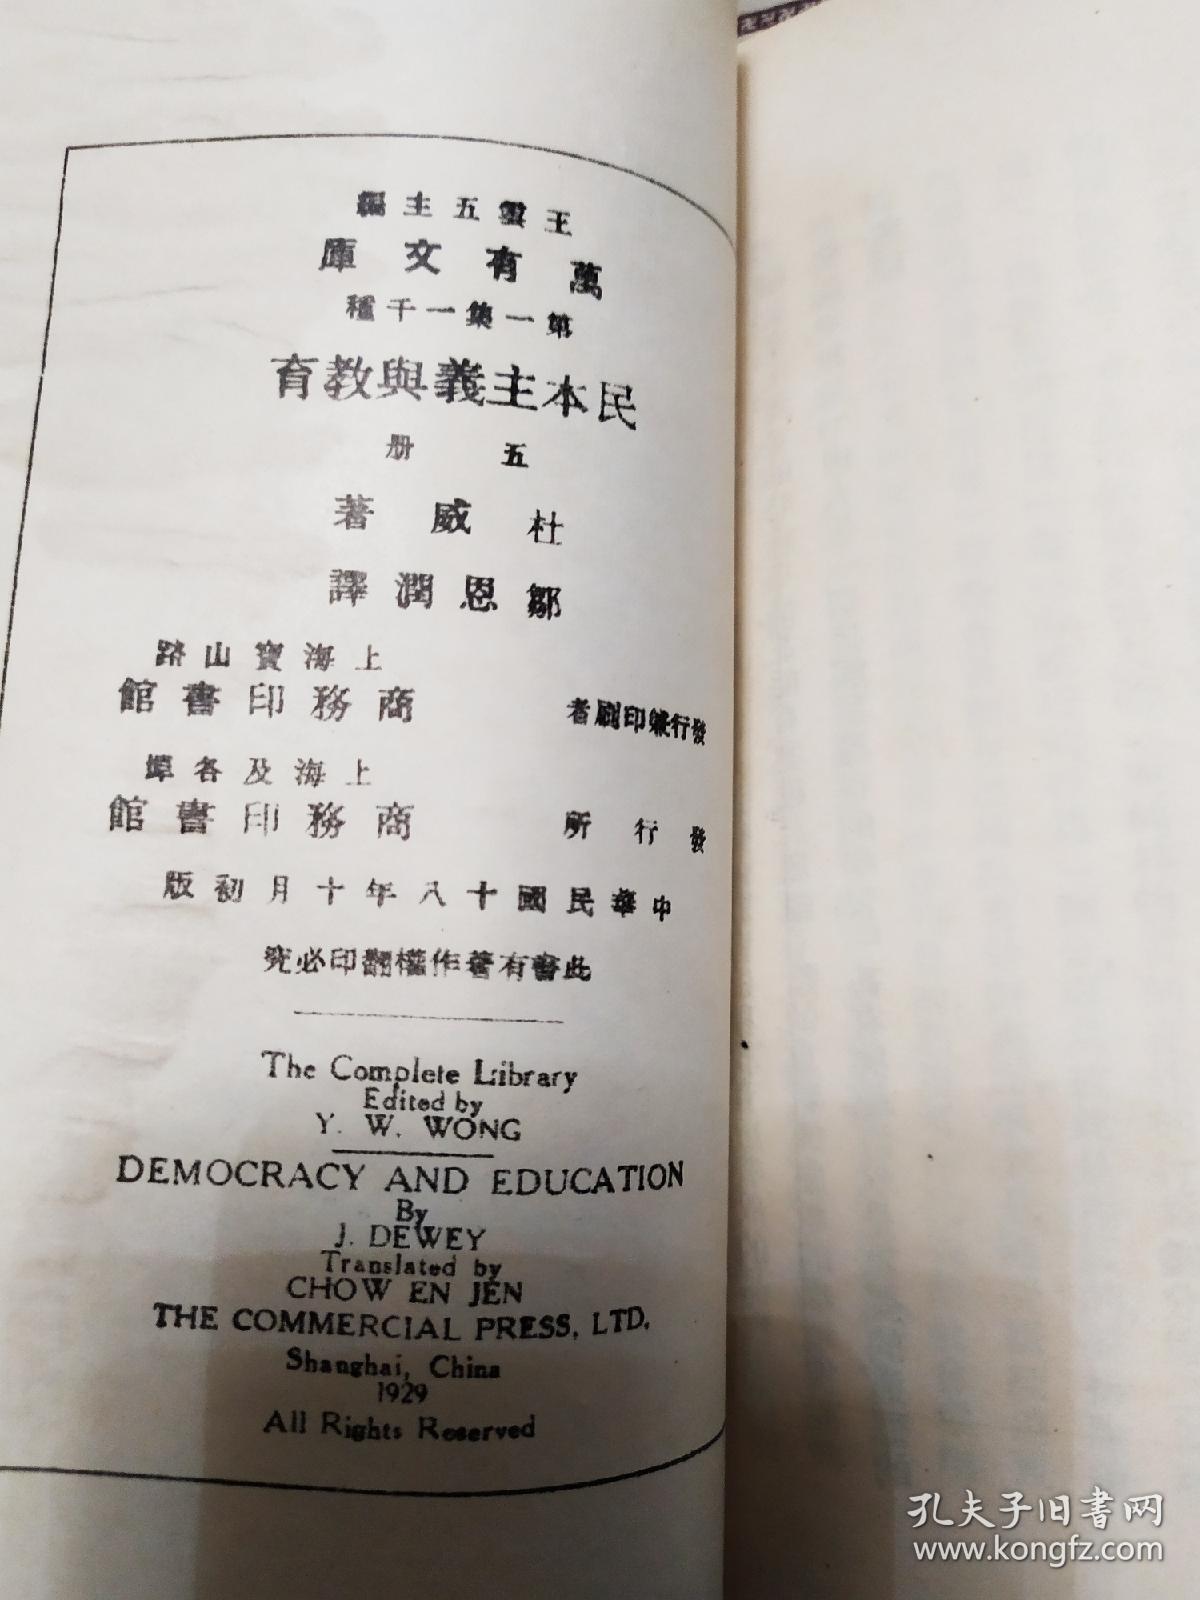 王雲五主編
萬有文庫
第一集一千種
民本主義與教育
五册
杜威著
鄒恩潤譯
上海寶山路
發行兼印刷者 商務印書館
上海及各埠
發行所 商務印書館
中華民國十八年十月初版
此書有著作權翻印必究
The Complete Library
Edited by
Y. W. WONG
DEMOCRACY AND EDUCATION
By
J. DEWEY
Translated by
CHOW EN JEN
THE COMMERCIAL PRESS, LTD.
Shanghai, China
1929
All Rights Reserved
孔夫子旧书网
www.kongfz.com